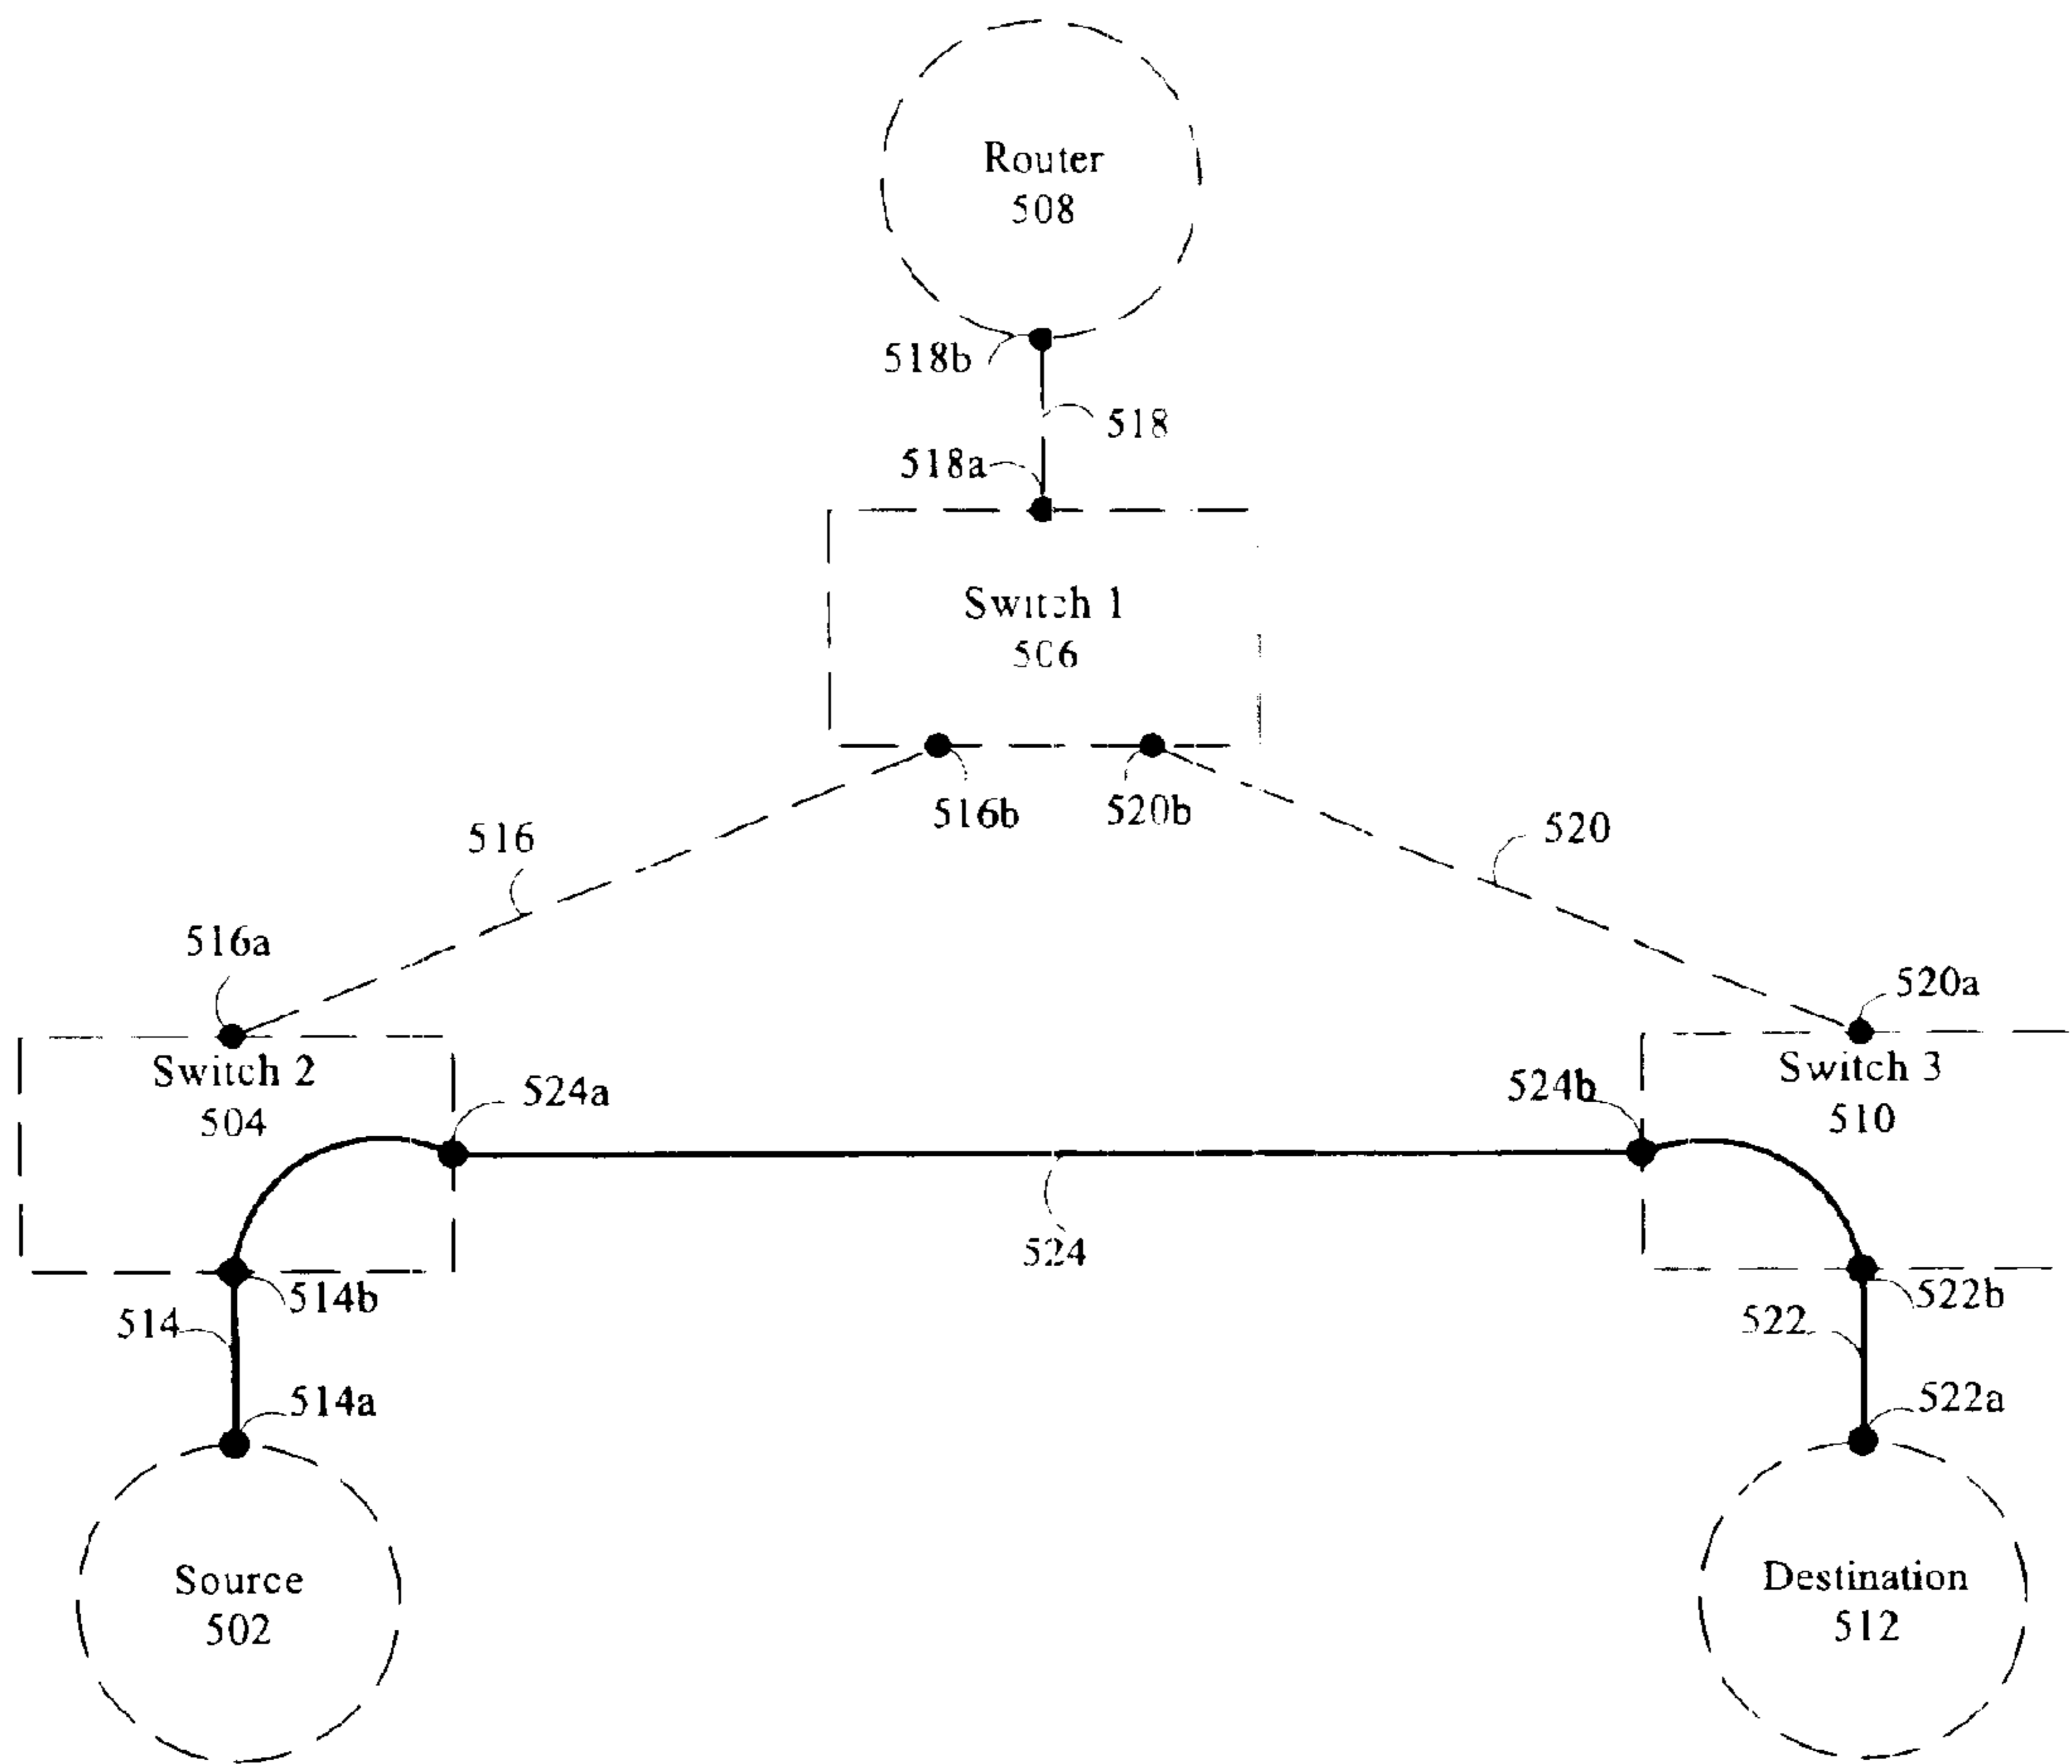 Router
508
518b
518
518a
Switch 1
506
516b
520b
516
520
516a
520a
Switch 2
504
524a
524b
Switch 3
510
524
514b
514
522b
522
514a
522a
Source
502
Destination
512